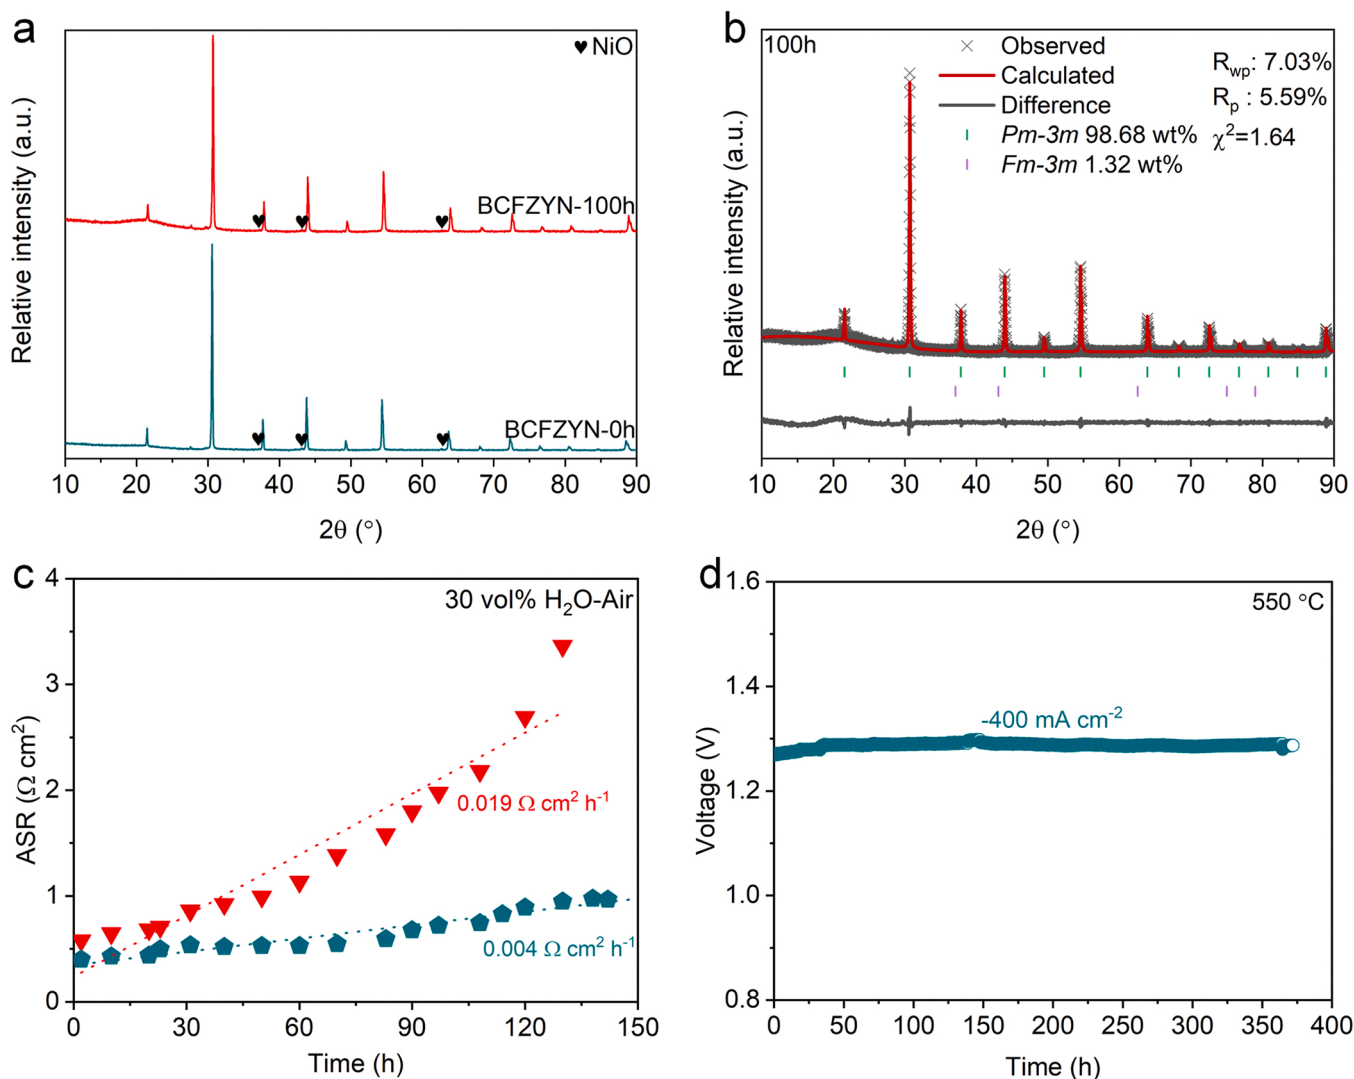 a
♥ NiO
BCFZYN-100h
BCFZYN-0h
Relative intensity (a.u.)
10 20 30 40 50 60 70 80 90
2θ (°)
b
100h
Observed
Calculated
Difference
Pm-3m 98.68 wt%
Fm-3m 1.32 wt%
Rwp: 7.03%
Rp : 5.59%
χ²=1.64
Relative intensity (a.u.)
10 20 30 40 50 60 70 80 90
2θ (°)
c
30 vol% H₂O-Air
0.019 Ω cm² h⁻¹
0.004 Ω cm² h⁻¹
ASR (Ω cm²)
4
3
2
1
0
0 30 60 90 120 150
Time (h)
d
550 °C
-400 mA cm⁻²
Voltage (V)
1.6
1.4
1.2
1.0
0.8
0 50 100 150 200 250 300 350 400
Time (h)